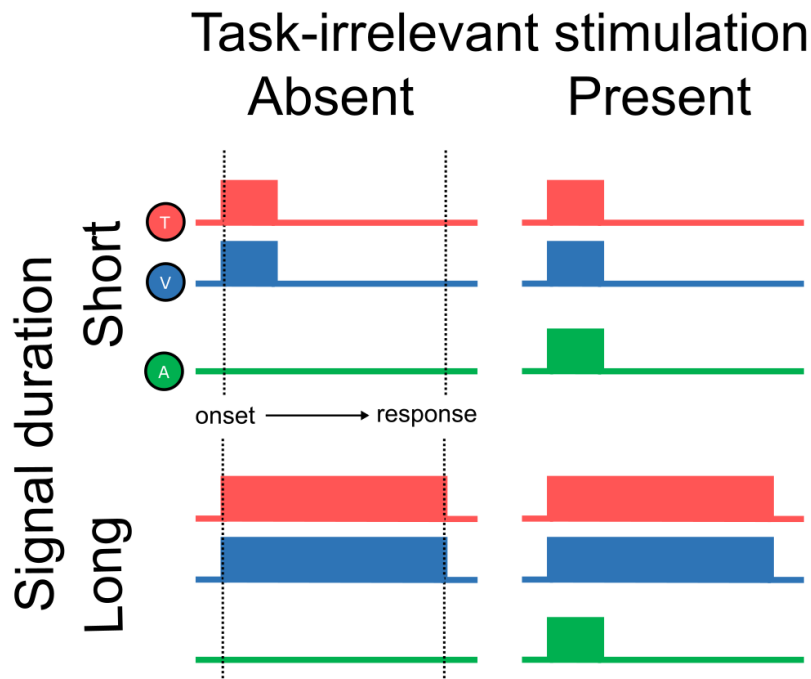 Task-irrelevant stimulation
Absent
Present
Signal duration
Short
T
V
A
onset
response
Long